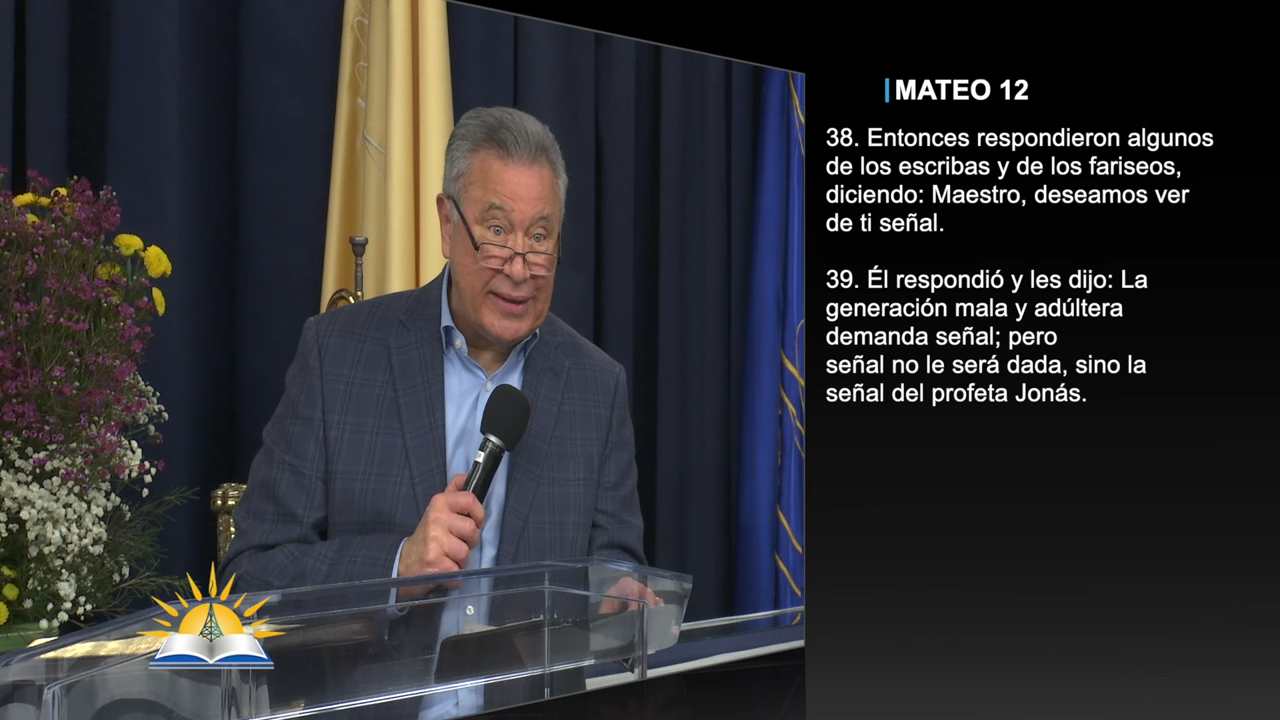 MATEO 12
38. Entonces respondieron algunos
de los escribas y de los fariseos,
diciendo: Maestro, deseamos ver
de ti señal.
39. Él respondió y les dijo: La
generación mala y adúltera
demanda señal; pero
señal no le será dada, sino la
señal del profeta Jonás.